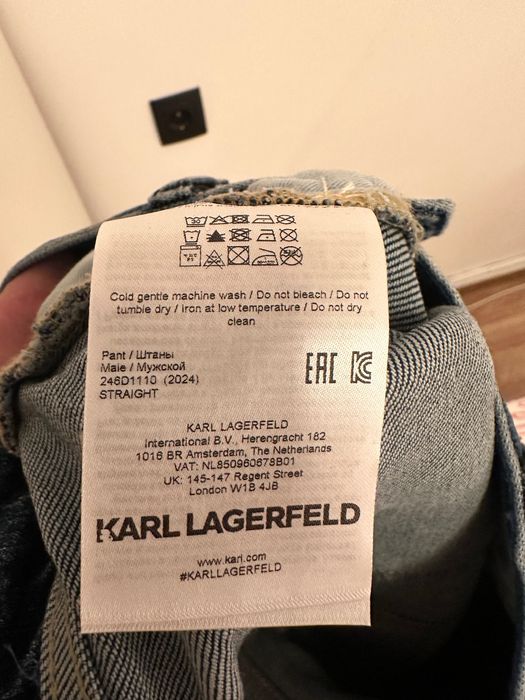 Cold gentle machine wash / Do not bleach / Do not
tumble dry / iron at low temperature / Do not dry
clean
Pant / Штаны
Male / Мужской
246D1110 (2024)
STRAIGHT
EAC
KARL LAGERFELD
International B.V., Herengracht 182
1016 BR Amsterdam, The Netherlands
VAT: NL850960678B01
UK: 145-147 Regent Street
London W1B 4JB
KARL LAGERFELD
www.karl.com
#KARLLAGERFELD